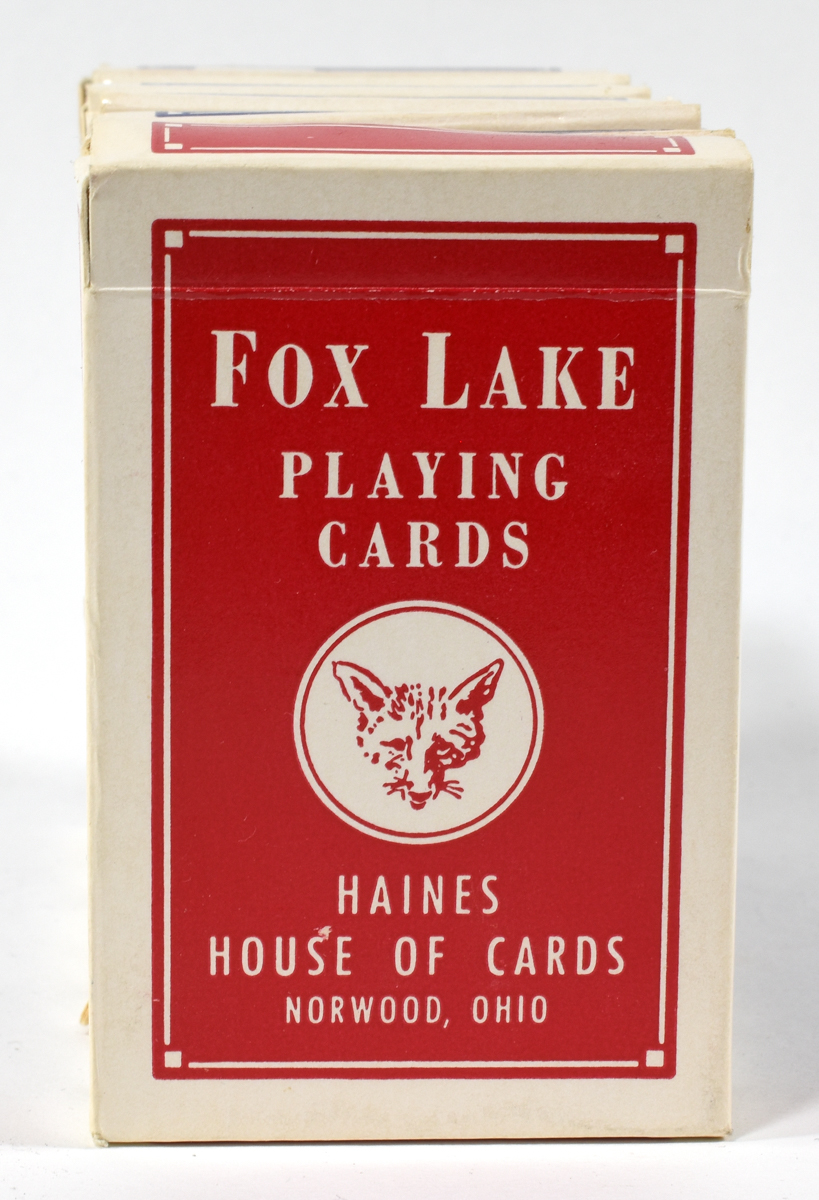 FOX LAKE
PLAYING
CARDS
HAINES
HOUSE OF CARDS
NORWOOD, OHIO